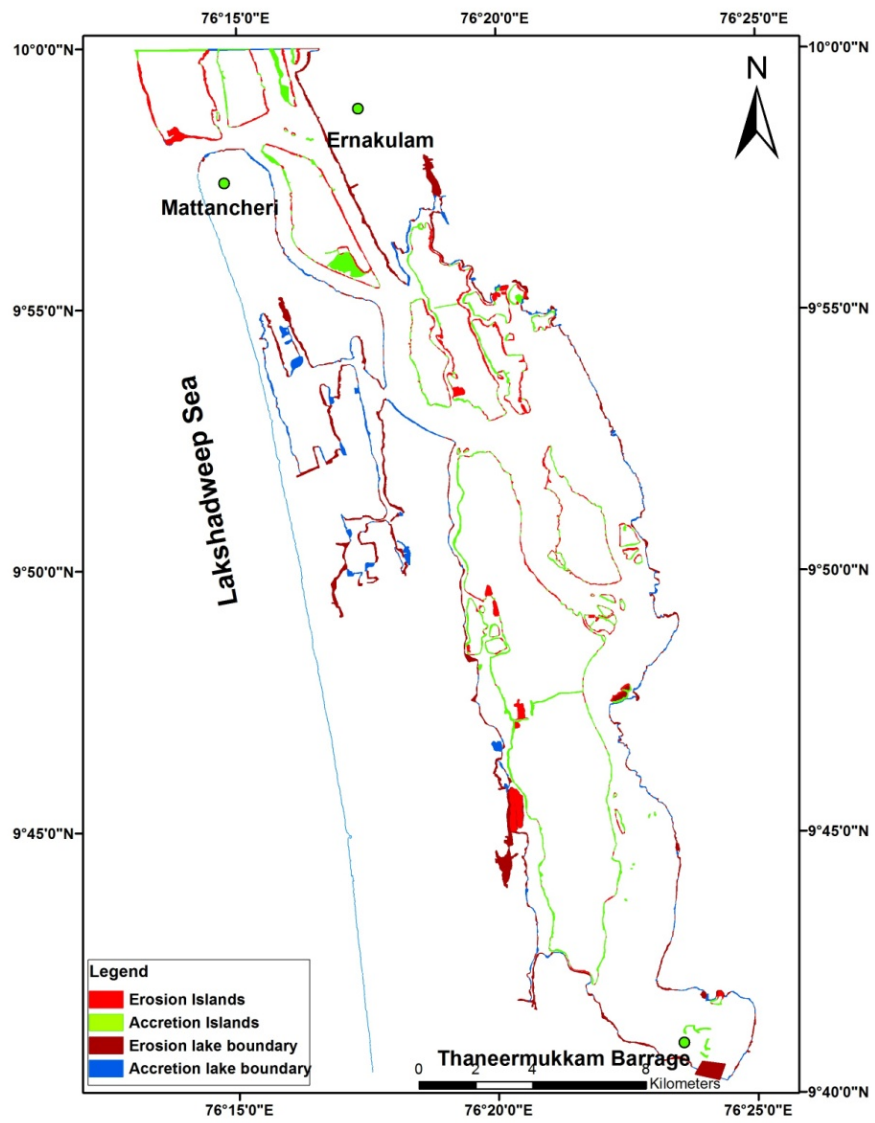 76°15'0"E 76°20'0"E 76°25'0"E
10°0'0"N 10°0'0"N
N
Ernakulam
Mattancheri
9°55'0"N 9°55'0"N
Lakshadweep Sea
9°50'0"N 9°50'0"N
9°45'0"N 9°45'0"N
Legend
Erosion Islands
Accretion Islands
Erosion lake boundary
Accretion lake boundary
Thaneermukkam Barrage
0 2 4 8
Kilometers
9°40'0"N
76°15'0"E 76°20'0"E 76°25'0"E